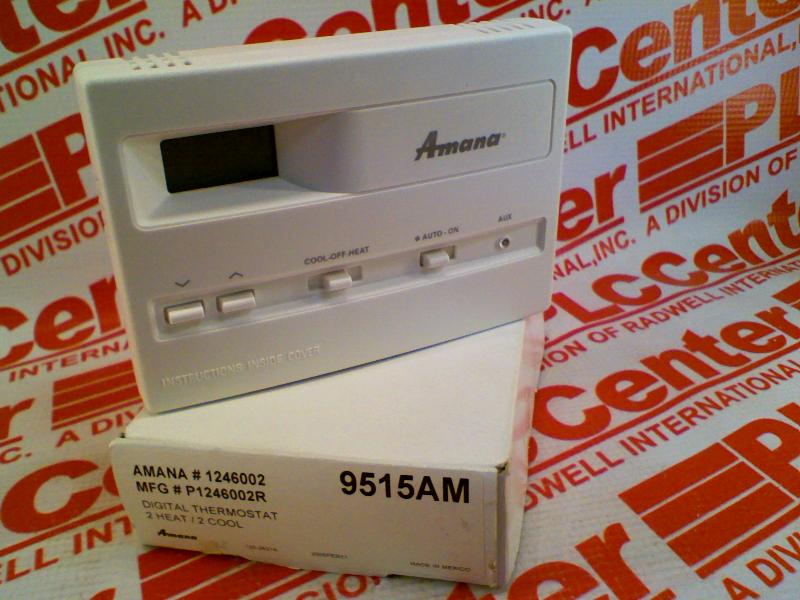 Amana
COOL-OFF-HEAT
AUTO - ON
AUX
INSTRUCTIONS INSIDE COVER
AMANA # 1246002
MFG # P1246002R
9515AM
DIGITAL THERMOSTAT
2 HEAT / 2 COOL
Amana
MADE IN MEXICO
PLCCenter
A DIVISION OF RADWELL INTERNATIONAL, INC.